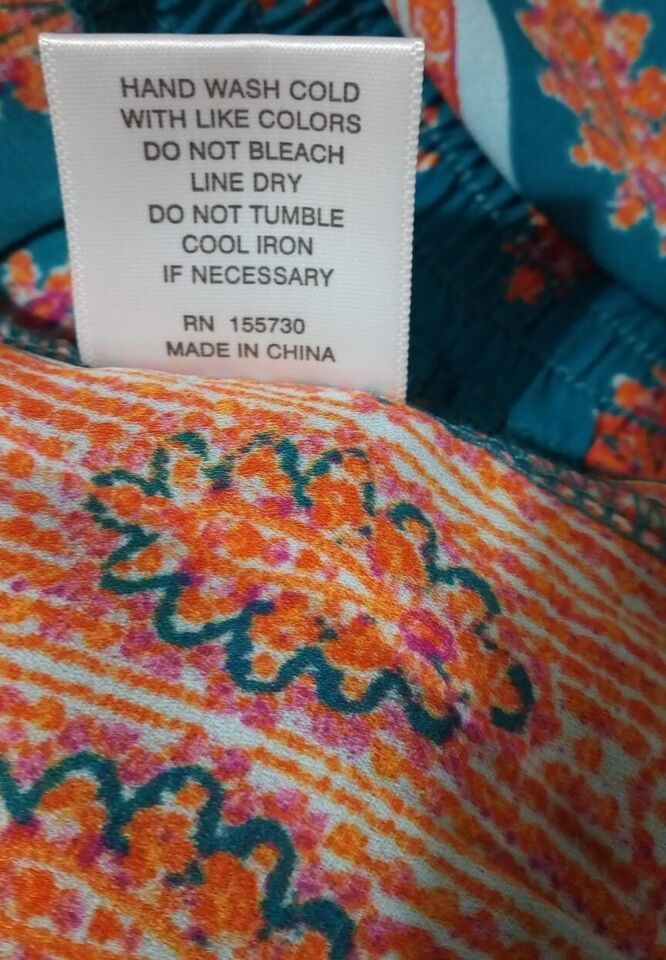 HAND WASH COLD
WITH LIKE COLORS
DO NOT BLEACH
LINE DRY
DO NOT TUMBLE
COOL IRON
IF NECESSARY
RN 155730
MADE IN CHINA